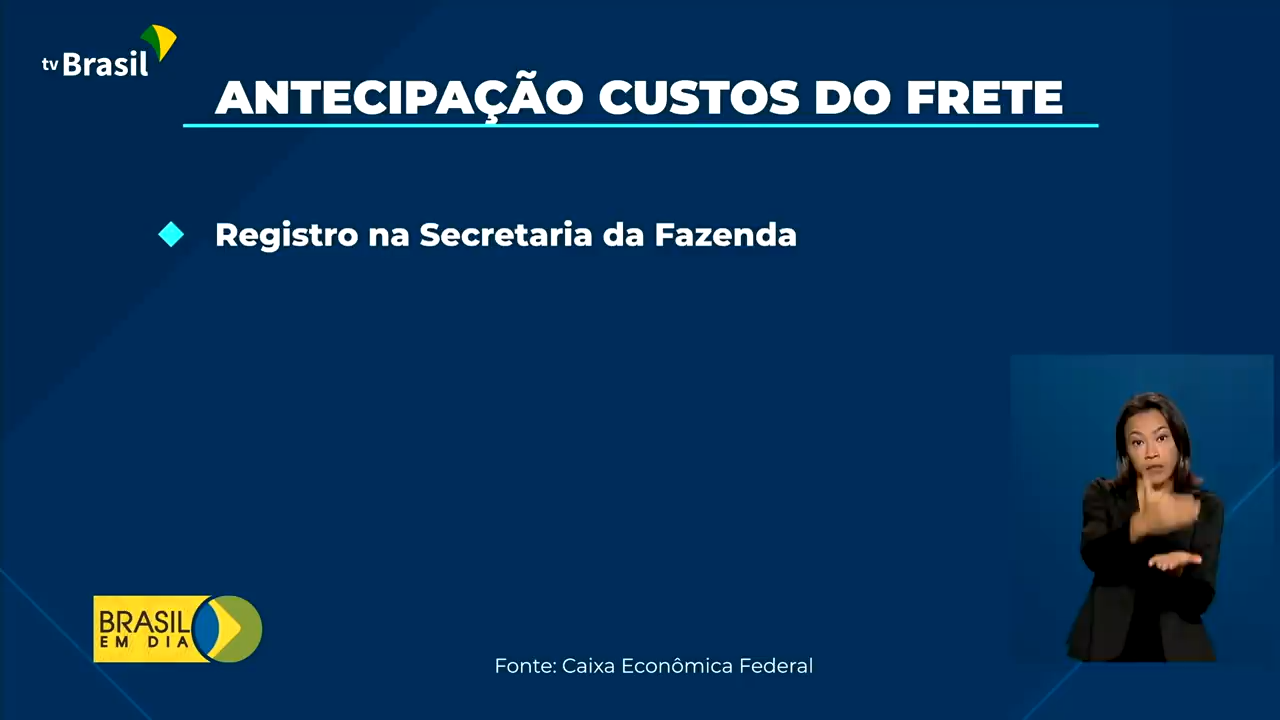 tv Brasil
ANTECIPAÇÃO CUSTOS DO FRETE
Registro na Secretaria da Fazenda
BRASIL
EM DIA
Fonte: Caixa Econômica Federal